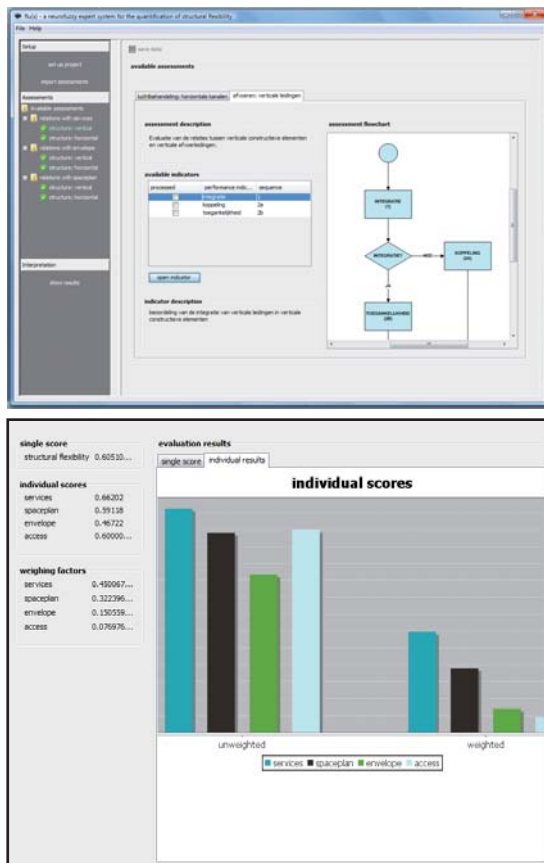 flu(x) - a neurofuzzy expert system for the quantification of structural flexibility
File Help
Setup
set up project
import assessments
Assessments
Available assessments
relations with services
structure: vertical
structure: horizontal
relations with envelope
structure: vertical
structure: horizontal
relations with spaceplan
structure: vertical
structure: horizontal
Interpretation
show results
save data
available assessments
luchtbehandeling: horizontale kanalen
afvoeren: verticale leidingen
assessment description
Evaluatie van de relaties tussen verticale constructieve elementen
en verticale afvoerleidingen.
available indicators
processed performance indic... sequence
integratie 1
koppeling 2a
toegankelijkheid 2b
open indicator
indicator description
beoordeling van de integratie van verticale leidingen in verticale
constructieve elementen
assessment flowchart
INTEGRATIE
INTEGRATIE?
KOPPELING
TOEGANKELIJKHEID
single score
structural flexibility 0.60510...
individual scores
services 0.66202
spaceplan 0.59118
envelope 0.46722
access 0.60000...
weighing factors
services 0.450067...
spaceplan 0.322396...
envelope 0.150559...
access 0.076976...
evaluation results
single score individual results
individual scores
unweighted weighted
services spaceplan envelope access